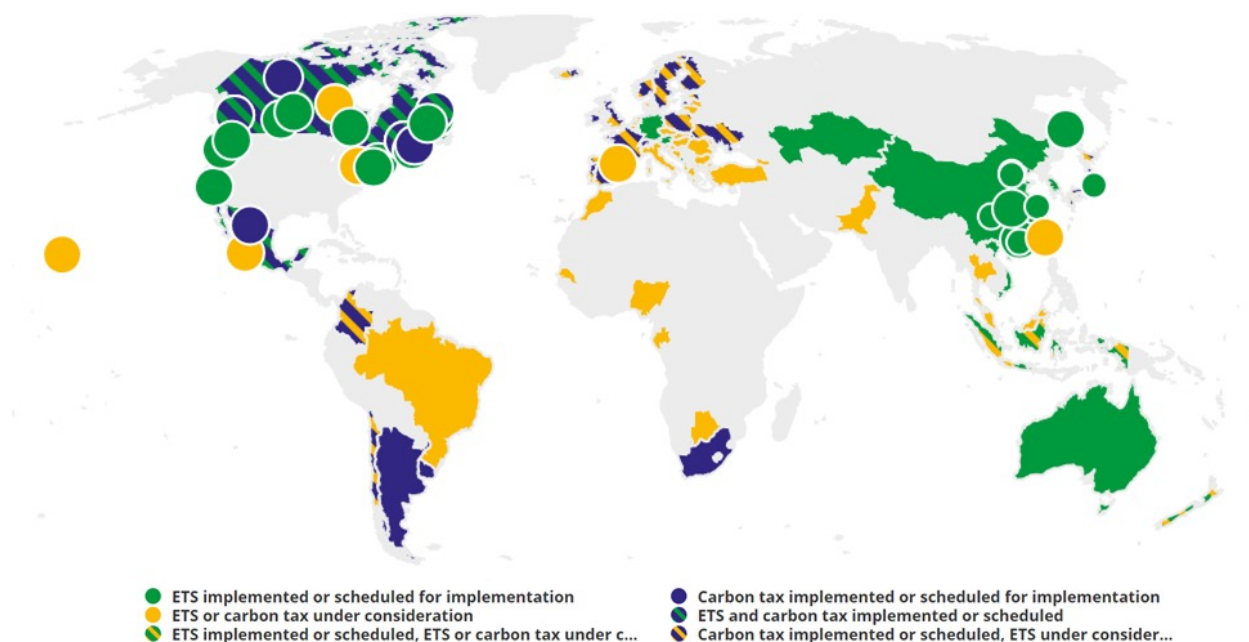 ETS implemented or scheduled for implementation
Carbon tax implemented or scheduled for implementation
ETS or carbon tax under consideration
ETS and carbon tax implemented or scheduled
ETS implemented or scheduled, ETS or carbon tax under c...
Carbon tax implemented or scheduled, ETS under consider...